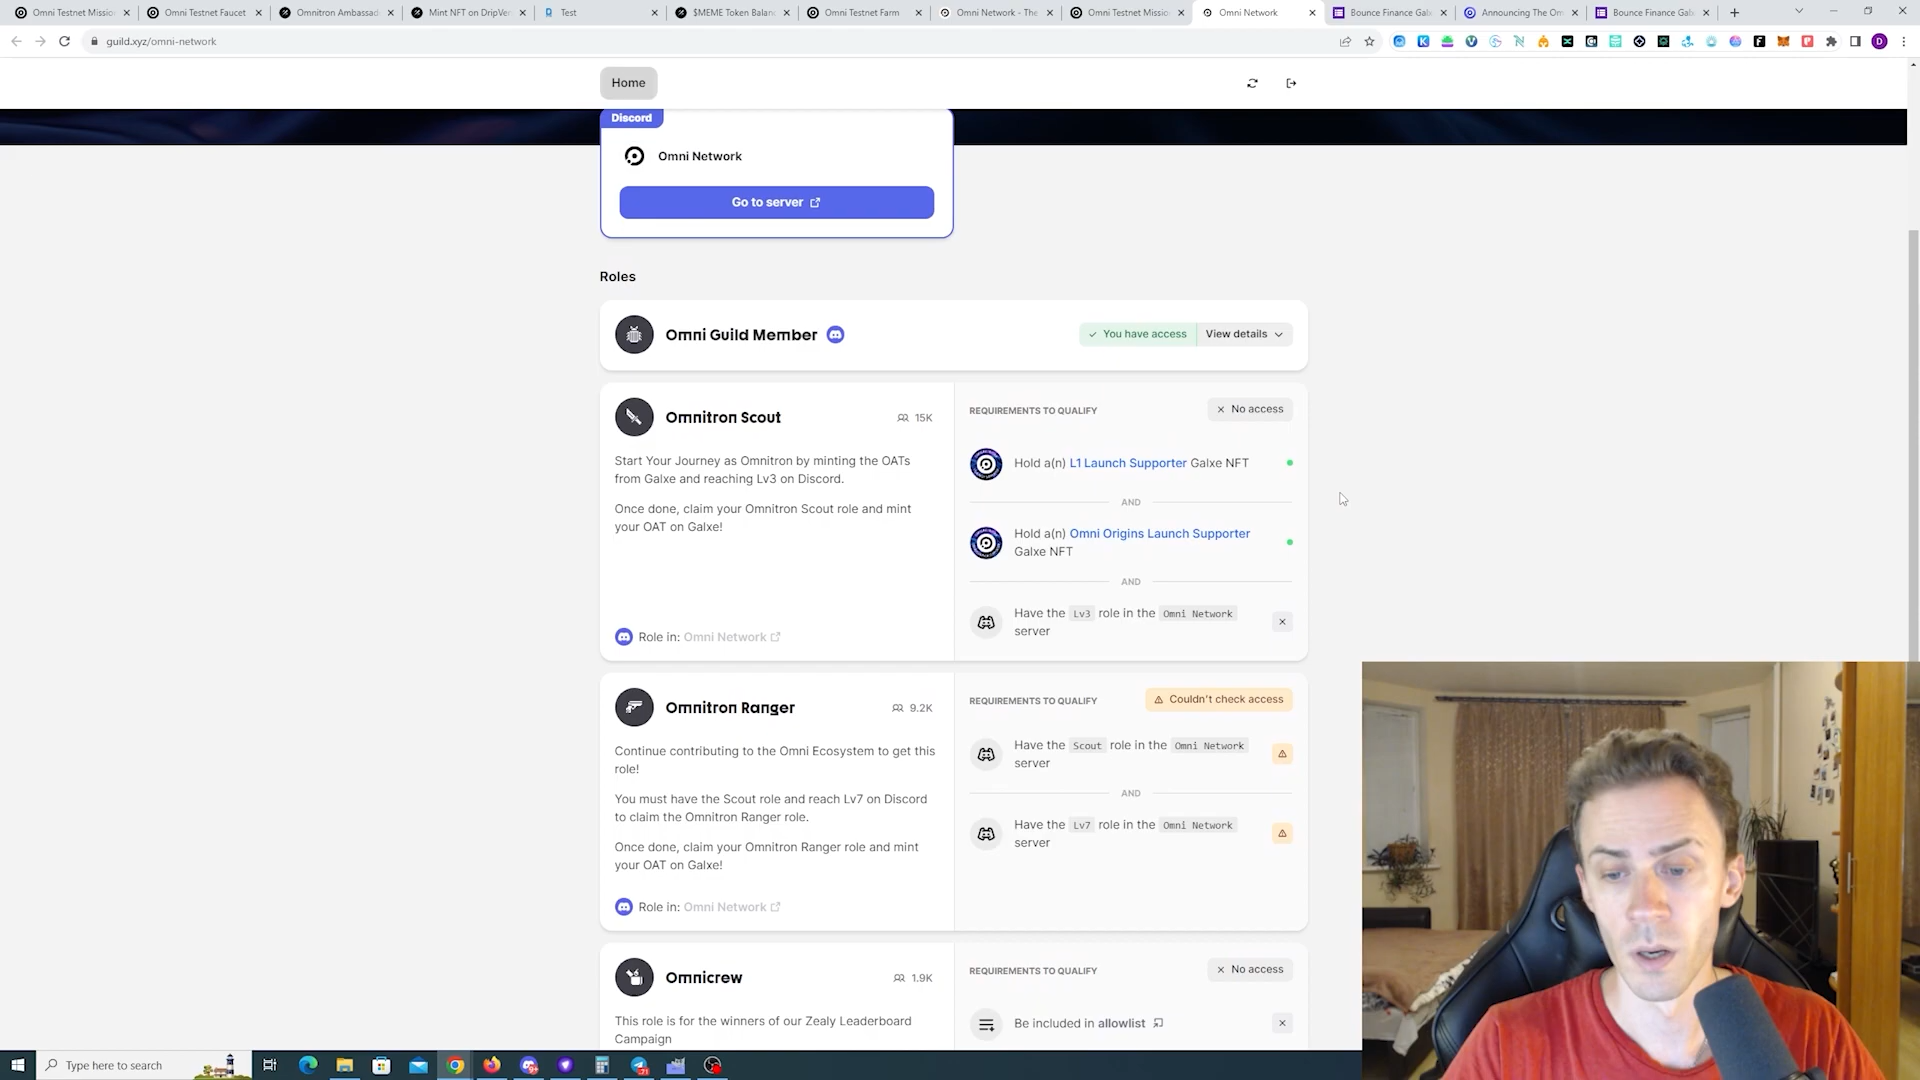 Omni Testnet Missio
Omni Testnet Faucet
Omnitron Ambassad
Mint NFT on DripVer
Test
$MEME Token Balan
Omni Testnet Farm
Omni Network - The
Omni Testnet Missio
Omni Network
Bounce Finance Galx
Announcing The Om
Bounce Finance Galx
guild.xyz/omni-network
Home
Discord
Omni Network
Go to server
Roles
Omni Guild Member
You have access
View details
Omnitron Scout
15K
Start Your Journey as Omnitron by minting the OATs
from Galxe and reaching Lv3 on Discord.
Once done, claim your Omnitron Scout role and mint
your OAT on Galxe!
Role in: Omni Network
REQUIREMENTS TO QUALIFY
No access
Hold a(n) L1 Launch Supporter Galxe NFT
AND
Hold a(n) Omni Origins Launch Supporter
Galxe NFT
AND
Have the Lv3 role in the Omni Network
server
Omnitron Ranger
9.2K
Continue contributing to the Omni Ecosystem to get this
role!
You must have the Scout role and reach Lv7 on Discord
to claim the Omnitron Ranger role.
Once done, claim your Omnitron Ranger role and mint
your OAT on Galxe!
Role in: Omni Network
REQUIREMENTS TO QUALIFY
Couldn't check access
Have the Scout role in the Omni Network
server
AND
Have the Lv7 role in the Omni Network
server
Omnicrew
1.9K
This role is for the winners of our Zealy Leaderboard
Campaign
REQUIREMENTS TO QUALIFY
No access
Be included in allowlist
Type here to search